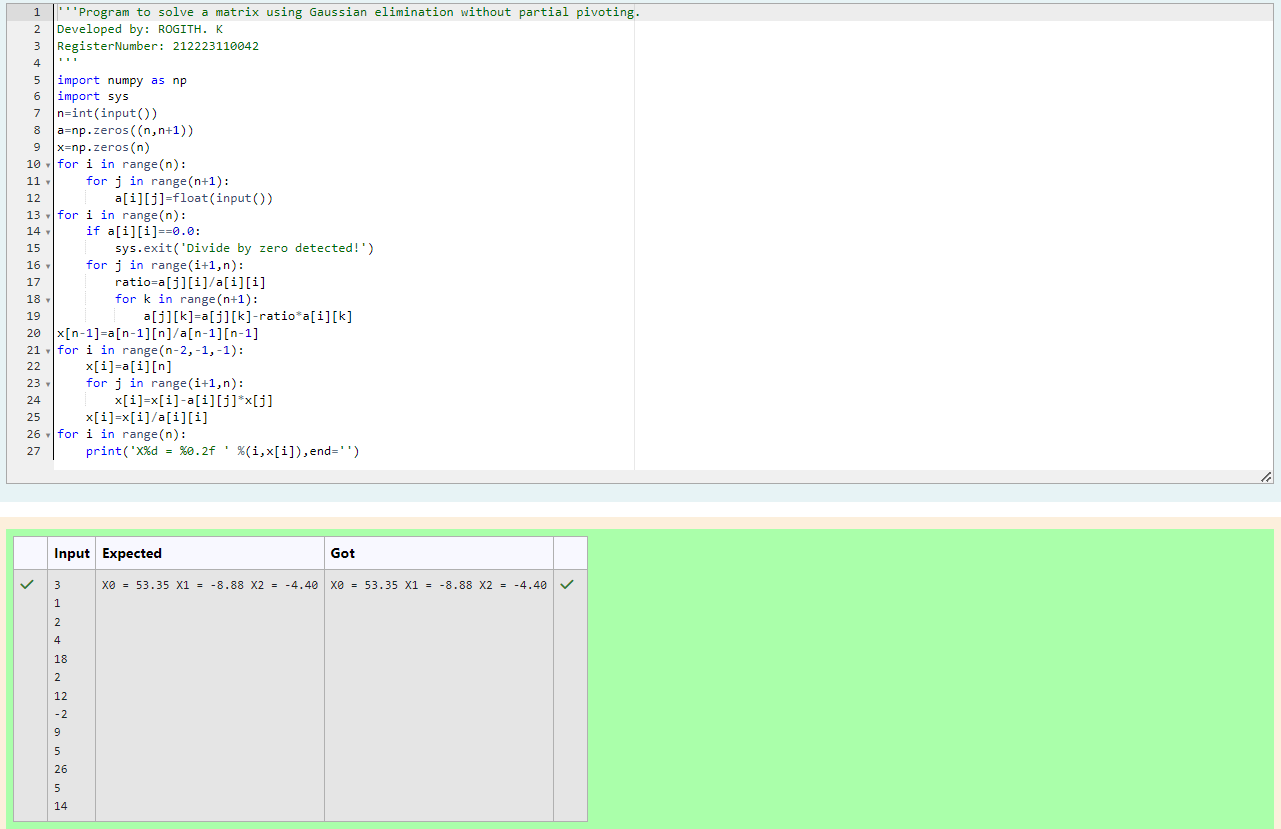 1 '''Program to solve a matrix using Gaussian elimination without partial pivoting.
2 Developed by: ROGITH. K
3 RegisterNumber: 212223110042
4 '''
5 import numpy as np
6 import sys
7 n=int(input())
8 a=np.zeros((n,n+1))
9 x=np.zeros(n)
10 for i in range(n):
11     for j in range(n+1):
12         a[i][j]=float(input())
13 for i in range(n):
14     if a[i][i]==0.0:
15         sys.exit('Divide by zero detected!')
16     for j in range(i+1,n):
17         ratio=a[j][i]/a[i][i]
18         for k in range(n+1):
19             a[j][k]=a[j][k]-ratio*a[i][k]
20 x[n-1]=a[n-1][n]/a[n-1][n-1]
21 for i in range(n-2,-1,-1):
22     x[i]=a[i][n]
23     for j in range(i+1,n):
24         x[i]=x[i]-a[i][j]*x[j]
25     x[i]=x[i]/a[i][i]
26 for i in range(n):
27     print('X%d = %0.2f ' %(i,x[i]),end='')
Input Expected Got
3 X0 = 53.35 X1 = -8.88 X2 = -4.40 X0 = 53.35 X1 = -8.88 X2 = -4.40
1
2
4
18
2
12
-2
9
5
26
5
14